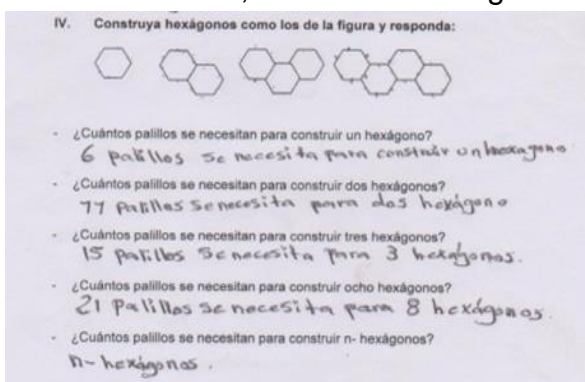 IV. Construya hexágonos como los de la figura y responda:
- ¿Cuántos palillos se necesitan para construir un hexágono?
6 palillos se necesita para construir un hexagono
- ¿Cuántos palillos se necesitan para construir dos hexágonos?
11 Palillos se necesita para dos hexágono
- ¿Cuántos palillos se necesitan para construir tres hexágonos?
15 palillos se necesita para 3 hexágonos.
- ¿Cuántos palillos se necesitan para construir ocho hexágonos?
21 Palillos se necesita para 8 hexágonos.
- ¿Cuántos palillos se necesitan para construir n- hexágonos?
n- hexágonos.